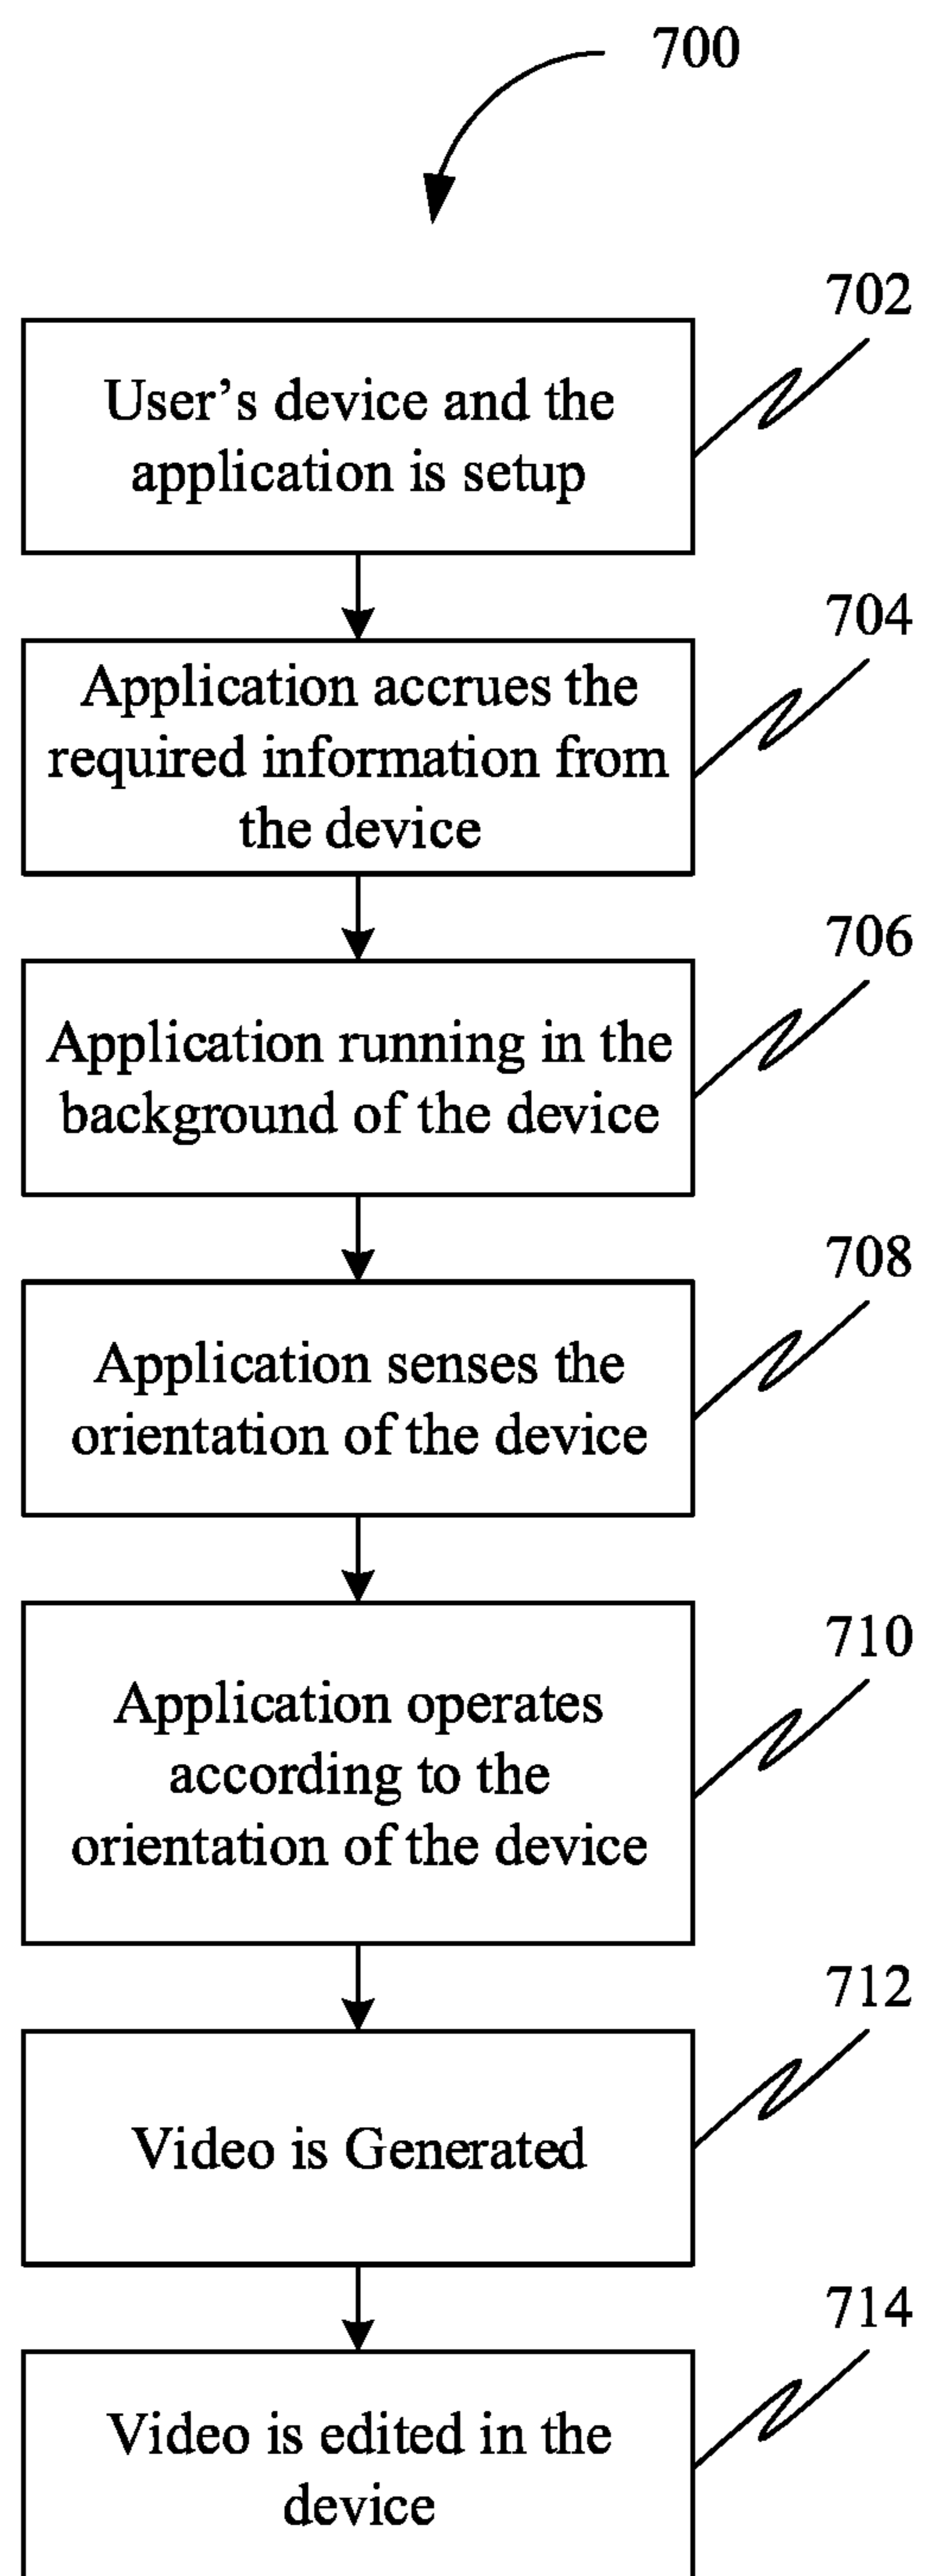 700
702
User’s device and the
application is setup
704
Application accrues the
required information from
the device
706
Application running in the
background of the device
708
Application senses the
orientation of the device
710
Application operates
according to the
orientation of the device
712
Video is Generated
714
Video is edited in the
device